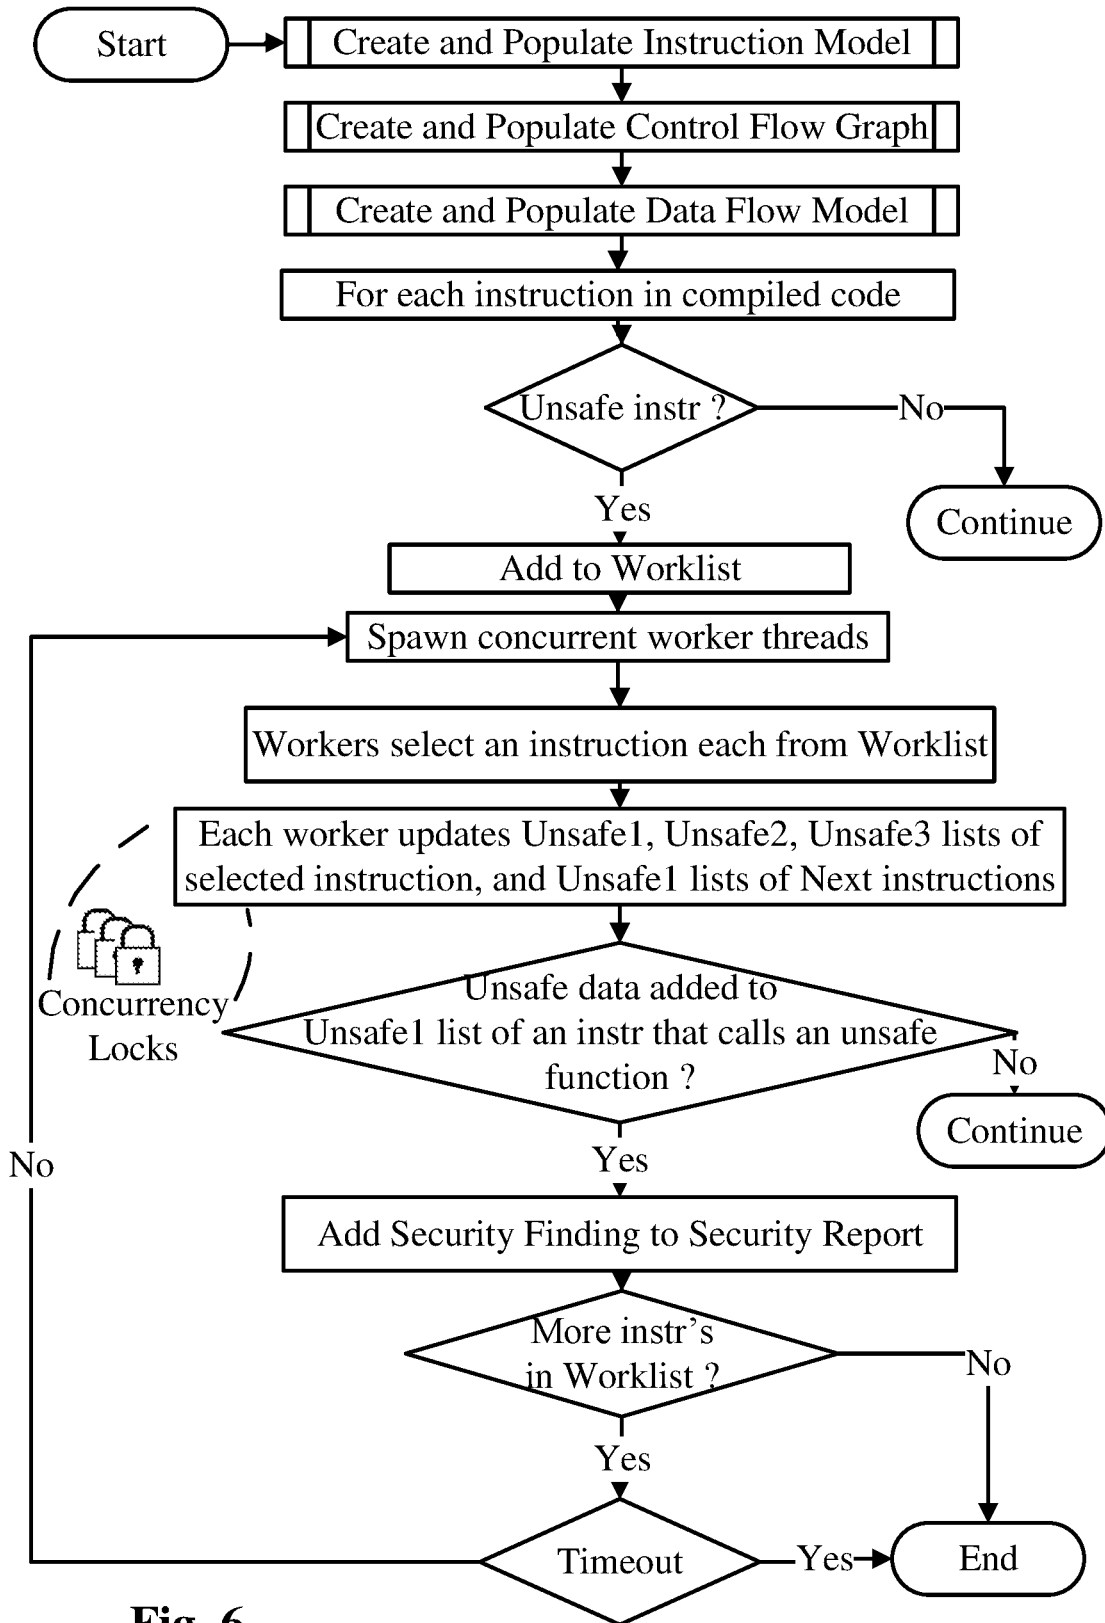 Start
Create and Populate Instruction Model
Create and Populate Control Flow Graph
Create and Populate Data Flow Model
For each instruction in compiled code
Unsafe instr ?
No
Continue
Yes
Add to Worklist
Spawn concurrent worker threads
Workers select an instruction each from Worklist
Each worker updates Unsafe1, Unsafe2, Unsafe3 lists of
selected instruction, and Unsafe1 lists of Next instructions
Concurrency
Locks
Unsafe data added to
Unsafe1 list of an instr that calls an unsafe
function ?
No
Continue
Yes
No
Add Security Finding to Security Report
More instr's
in Worklist ?
No
Yes
Timeout
Yes
End
Fig. 6